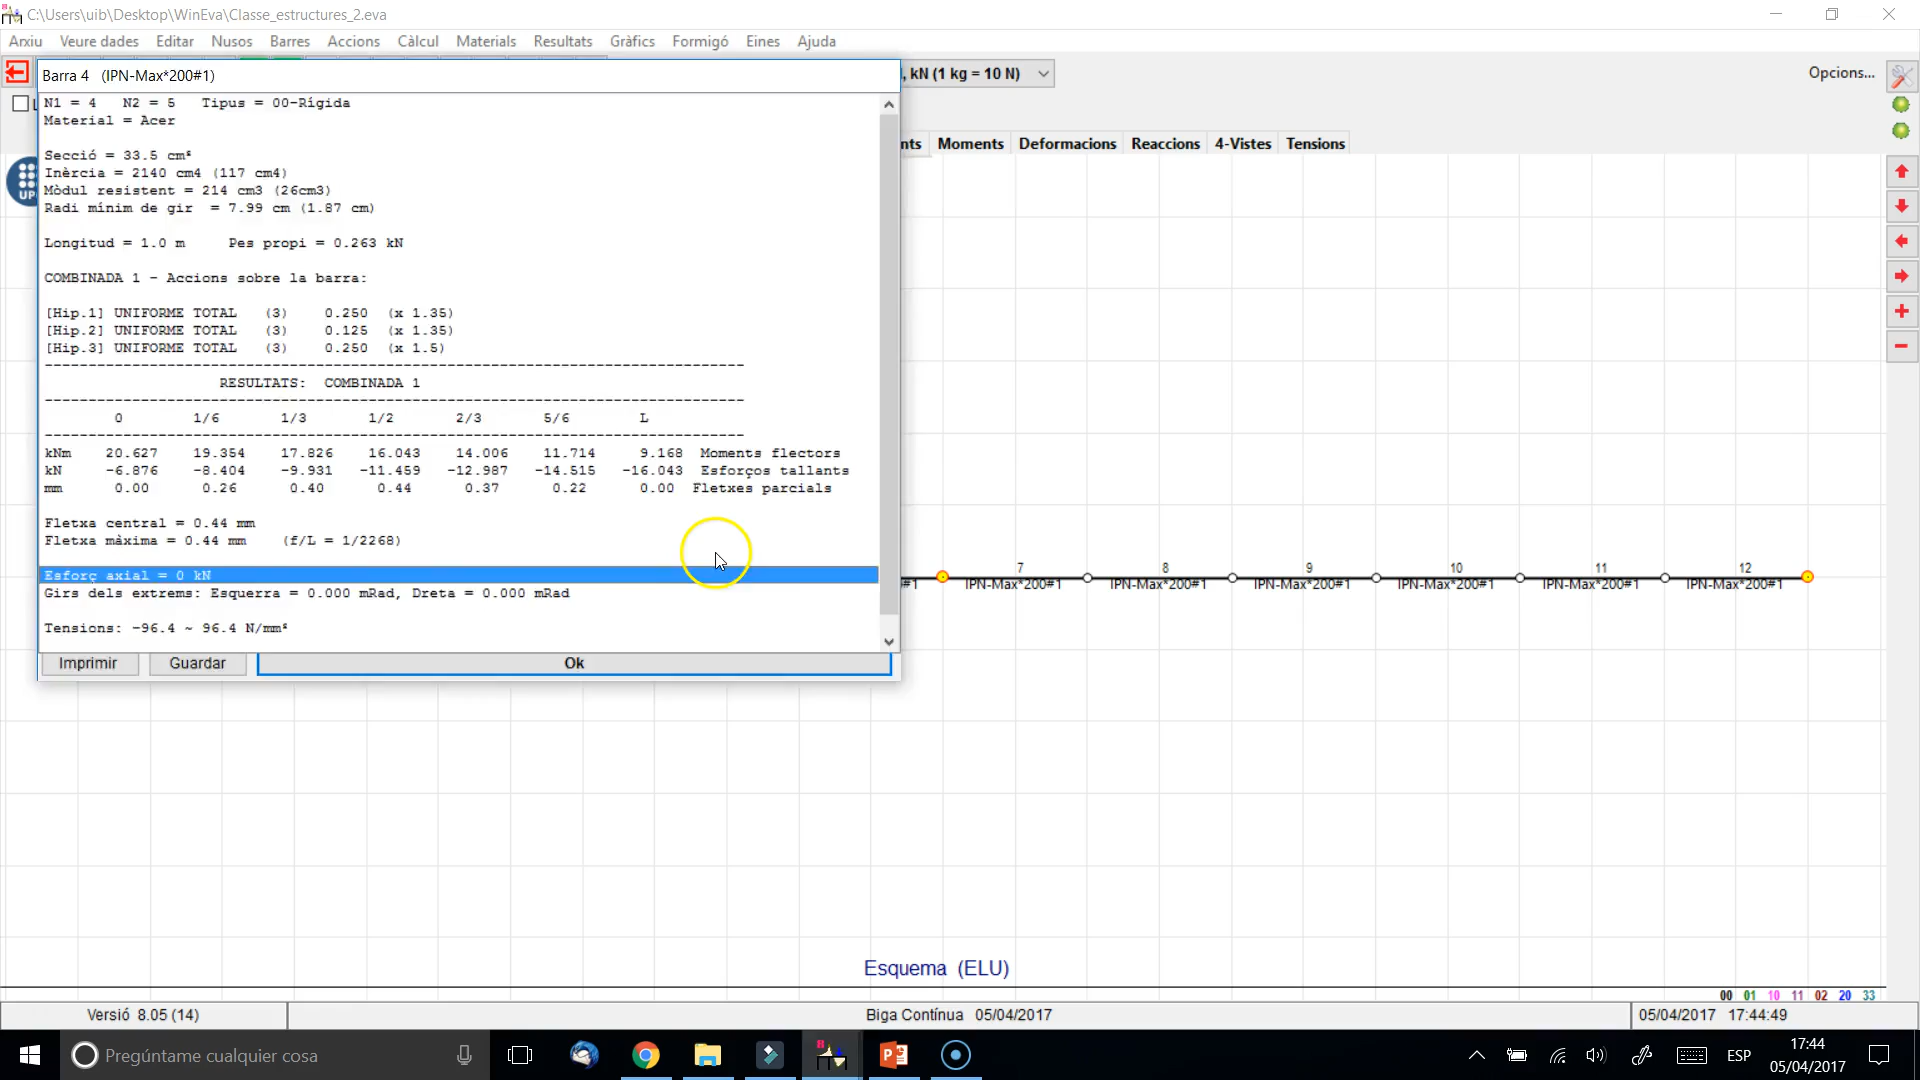 C:\Users\uib\Desktop\WinEva\Classe_estructures_2.eva
Arxiu Veure dades Editar Nusos Barres Accions Càlcul Materials Resultats Gràfics Formigó Eines Ajuda
Barra 4 (IPN-Max*200#1)
, kN (1 kg = 10 N)
Opcions...
N1 = 4 N2 = 5 Tipus = 00-Rígida
Material = Acer
nts Moments Deformacions Reaccions 4-Vistes Tensions
Secció = 33.5 cm²
Inèrcia = 2140 cm4 (117 cm4)
Mòdul resistent = 214 cm3 (26cm3)
Radi mínim de gir = 7.99 cm (1.87 cm)
Longitud = 1.0 m Pes propi = 0.263 kN
COMBINADA 1 - Accions sobre la barra:
[Hip.1] UNIFORME TOTAL (3) 0.250 (x 1.35)
[Hip.2] UNIFORME TOTAL (3) 0.125 (x 1.35)
[Hip.3] UNIFORME TOTAL (3) 0.250 (x 1.5)
RESULTATS: COMBINADA 1
0 1/6 1/3 1/2 2/3 5/6 L
kNm 20.627 19.354 17.826 16.043 14.006 11.714 9.168 Moments flectors
kN -6.876 -8.404 -9.931 -11.459 -12.987 -14.515 -16.043 Esforços tallants
mm 0.00 0.26 0.40 0.44 0.37 0.22 0.00 Fletxes parcials
Fletxa central = 0.44 mm
Fletxa màxima = 0.44 mm (f/L = 1/2268)
Esforç axial = 0 kN
Girs dels extrems: Esquerra = 0.000 mRad, Dreta = 0.000 mRad
Tensions: -96.4 ~ 96.4 N/mm²
Imprimir Guardar Ok
7 8 9 10 11 12
#1 IPN-Max*200#1 IPN-Max*200#1 IPN-Max*200#1 IPN-Max*200#1 IPN-Max*200#1 IPN-Max*200#1
Esquema (ELU)
00 01 10 11 02 20 33
Versió 8.05 (14) Biga Contínua 05/04/2017 05/04/2017 17:44:49
Pregúntame cualquier cosa
ESP
17:44
05/04/2017